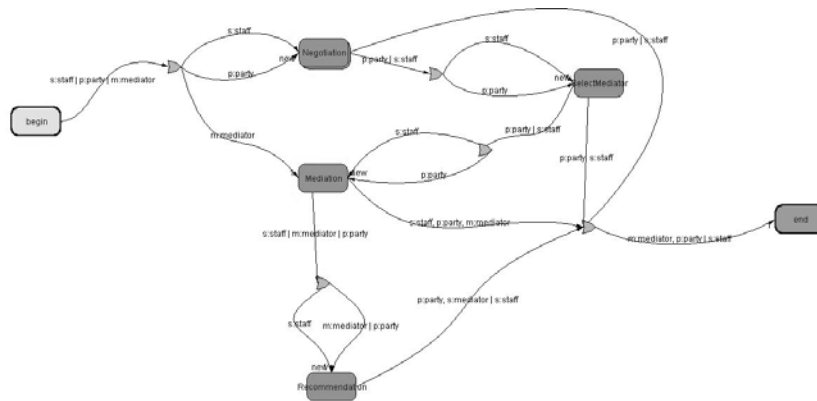 s:staff
Negotiation
new
p:party
p:party | s:staff
s:staff
p:party
new
SelectMediator
p:party | s:staff
s:staff | p:party | m:mediator
begin
m:mediator
s:staff
p:party | s:staff
Mediation
new
p:party
p:party s:staff
s:staff, p:party, m:mediator
end
m:mediator, p:party | s:staff
s:staff | m:mediator | p:party
p:party, s:mediator | s:staff
s:staff
m:mediator | p:party
new
Recommendation